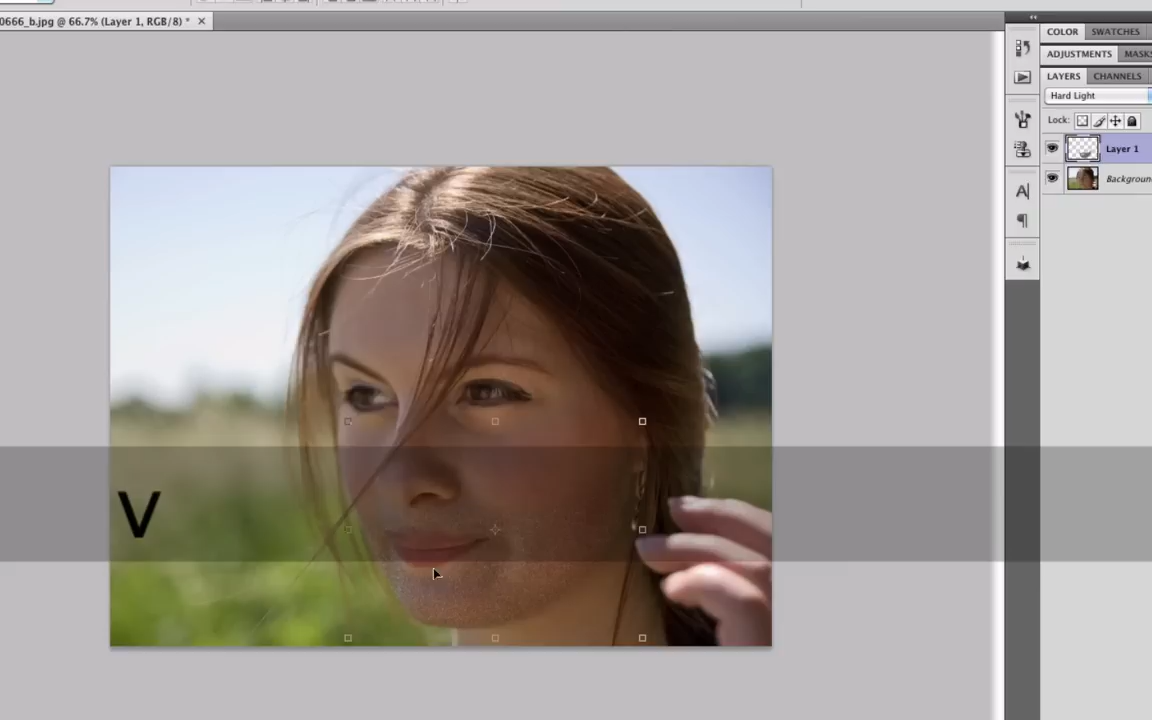 0666_b.jpg @ 66.7% (Layer 1, RGB/8) *
COLOR SWATCHES
ADJUSTMENTS MASK
LAYERS CHANNELS
Hard Light
Lock:
Layer 1
Background
V